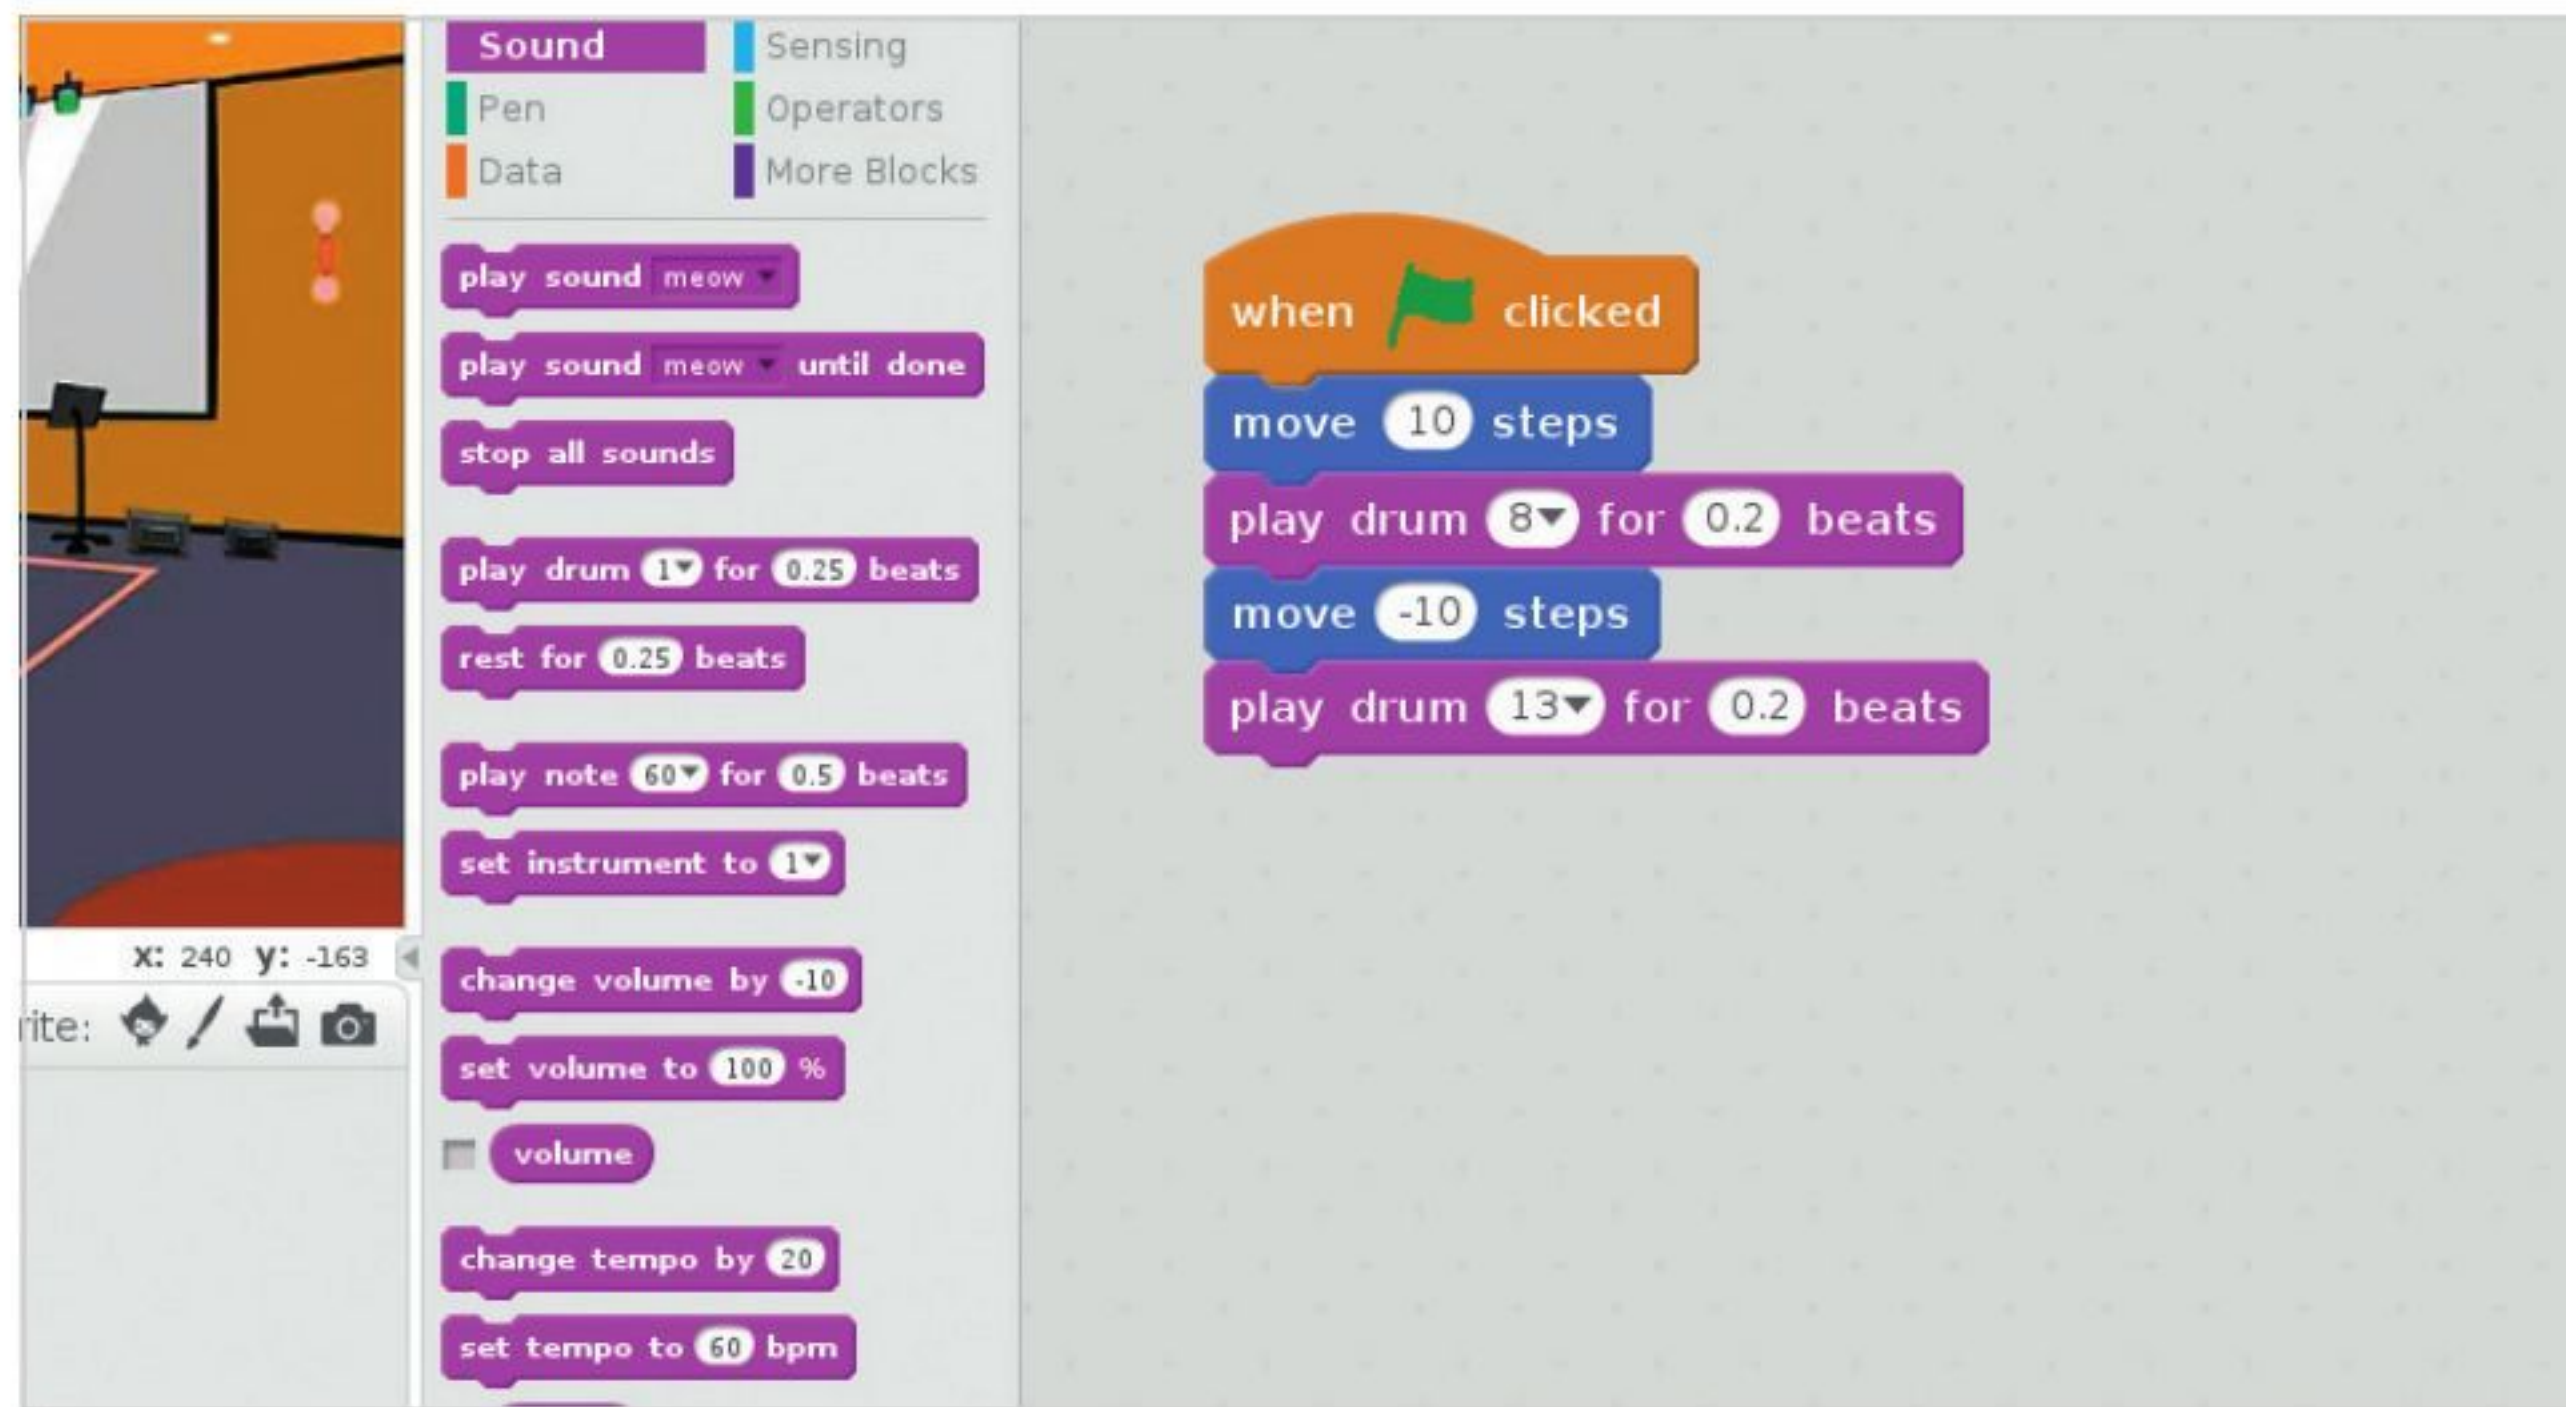 Sound
Sensing
Pen
Operators
Data
More Blocks
play sound meow
play sound meow until done
stop all sounds
play drum 1 for 0.25 beats
rest for 0.25 beats
play note 60 for 0.5 beats
set instrument to 1
change volume by -10
set volume to 100 %
volume
change tempo by 20
set tempo to 60 bpm
x: 240 y: -163
rite:
when clicked
move 10 steps
play drum 8 for 0.2 beats
move -10 steps
play drum 13 for 0.2 beats